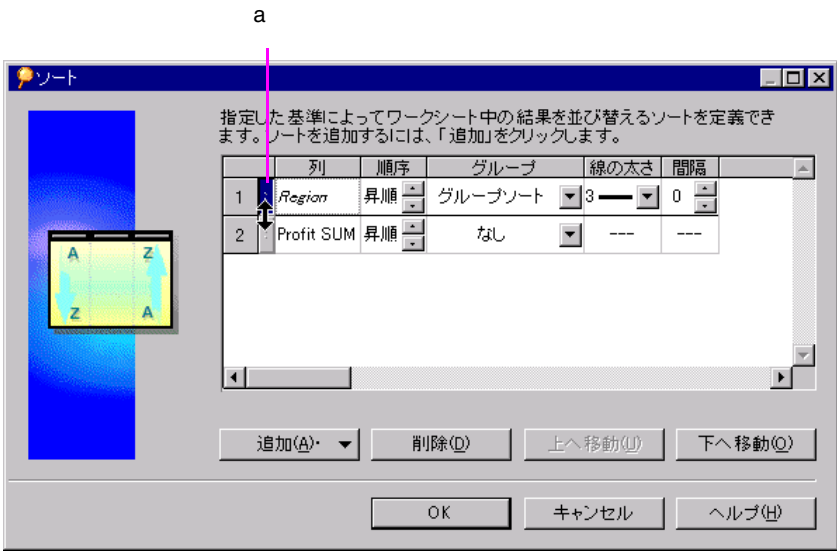 a
ソート
指定した基準によってワークシート中の結果を並び替えるソートを定義でき
ます。ソートを追加するには、「追加」をクリックします。
列 順序 グループ 線の太さ 間隔
1 Region 昇順 グループソート 3 0
2 Profit SUM 昇順 なし --- ---
A Z
Z A
追加(A)・ 削除(D) 上へ移動(U) 下へ移動(O)
OK キャンセル ヘルプ(H)